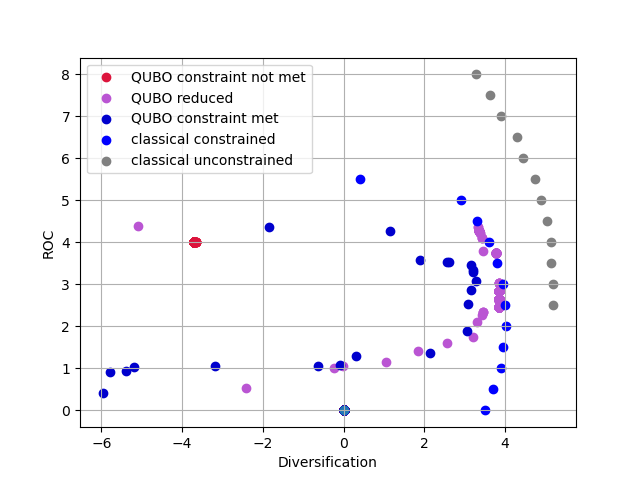 8
7
6
5
4
3
2
1
0
ROC
QUBO constraint not met
QUBO reduced
QUBO constraint met
classical constrained
classical unconstrained
−6 −4 −2 0 2 4
Diversification